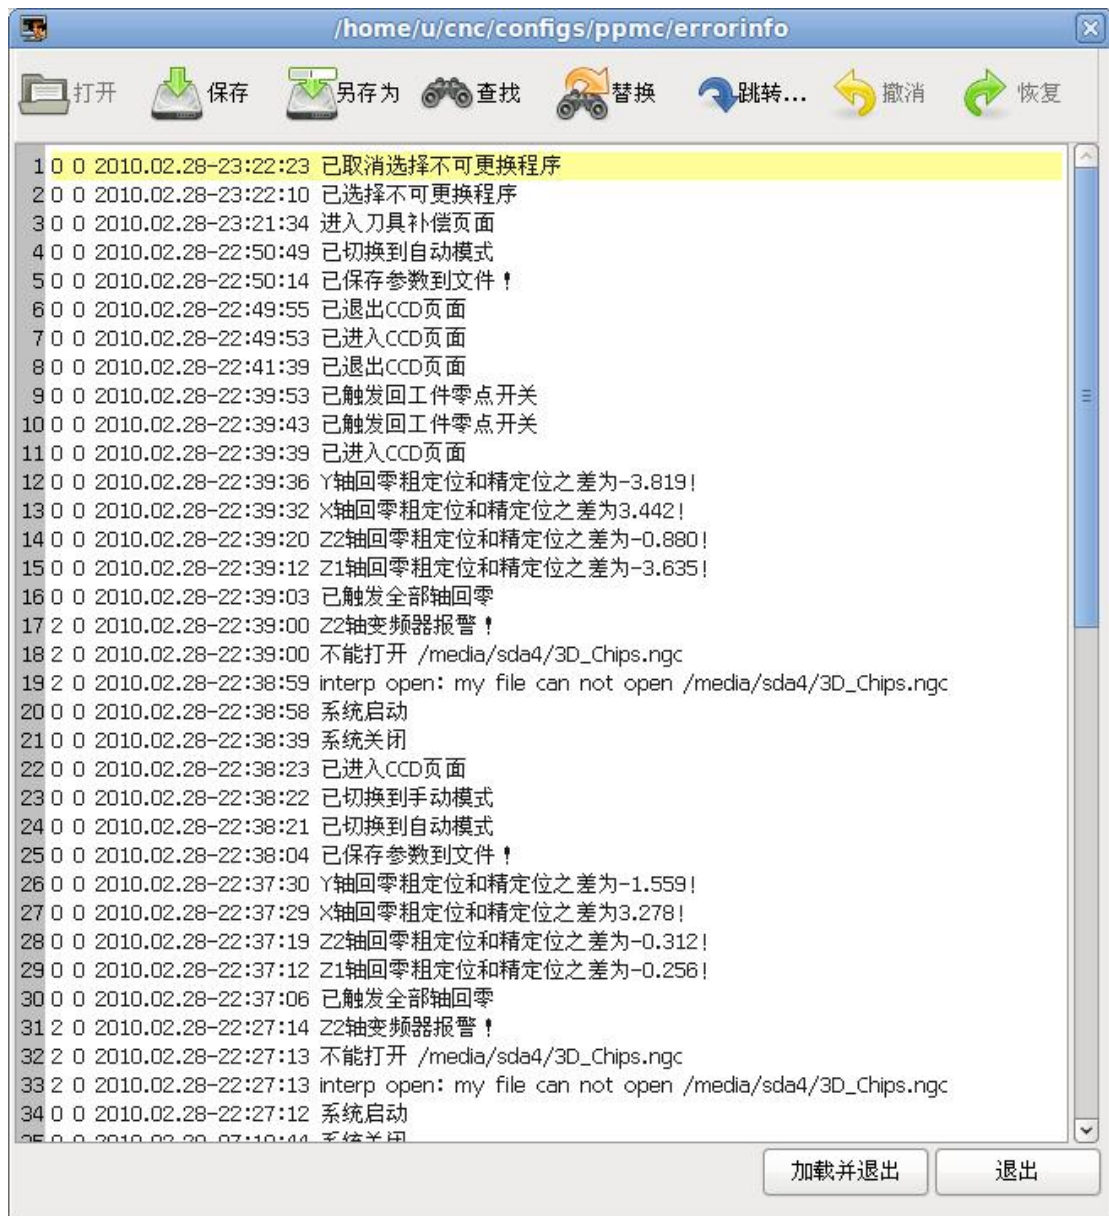 /home/u/cnc/configs/ppmc/errorinfo
打开 保存 另存为 查找 替换 跳转... 撤消 恢复
1 0 0 2010.02.28-23:22:23 已取消选择不可更换程序
2 0 0 2010.02.28-23:22:10 已选择不可更换程序
3 0 0 2010.02.28-23:21:34 进入刀具补偿页面
4 0 0 2010.02.28-22:50:49 已切换到自动模式
5 0 0 2010.02.28-22:50:14 已保存参数到文件！
6 0 0 2010.02.28-22:49:55 已退出CCD页面
7 0 0 2010.02.28-22:49:53 已进入CCD页面
8 0 0 2010.02.28-22:41:39 已退出CCD页面
9 0 0 2010.02.28-22:39:53 已触发回工件零点开关
10 0 0 2010.02.28-22:39:43 已触发回工件零点开关
11 0 0 2010.02.28-22:39:39 已进入CCD页面
12 0 0 2010.02.28-22:39:36 Y轴回零粗定位和精定位之差为-3.819!
13 0 0 2010.02.28-22:39:32 X轴回零粗定位和精定位之差为3.442!
14 0 0 2010.02.28-22:39:20 Z2轴回零粗定位和精定位之差为-0.880!
15 0 0 2010.02.28-22:39:12 Z1轴回零粗定位和精定位之差为-3.635!
16 0 0 2010.02.28-22:39:03 已触发全部轴回零
17 2 0 2010.02.28-22:39:00 Z2轴变频器报警！
18 2 0 2010.02.28-22:39:00 不能打开 /media/sda4/3D_Chips.ngc
19 2 0 2010.02.28-22:38:59 interp open: my file can not open /media/sda4/3D_Chips.ngc
20 0 0 2010.02.28-22:38:58 系统启动
21 0 0 2010.02.28-22:38:39 系统关闭
22 0 0 2010.02.28-22:38:23 已进入CCD页面
23 0 0 2010.02.28-22:38:22 已切换到手动模式
24 0 0 2010.02.28-22:38:21 已切换到自动模式
25 0 0 2010.02.28-22:38:04 已保存参数到文件！
26 0 0 2010.02.28-22:37:30 Y轴回零粗定位和精定位之差为-1.559!
27 0 0 2010.02.28-22:37:29 X轴回零粗定位和精定位之差为3.278!
28 0 0 2010.02.28-22:37:19 Z2轴回零粗定位和精定位之差为-0.312!
29 0 0 2010.02.28-22:37:12 Z1轴回零粗定位和精定位之差为-0.256!
30 0 0 2010.02.28-22:37:06 已触发全部轴回零
31 2 0 2010.02.28-22:27:14 Z2轴变频器报警！
32 2 0 2010.02.28-22:27:13 不能打开 /media/sda4/3D_Chips.ngc
33 2 0 2010.02.28-22:27:13 interp open: my file can not open /media/sda4/3D_Chips.ngc
34 0 0 2010.02.28-22:27:12 系统启动
加载并退出 退出